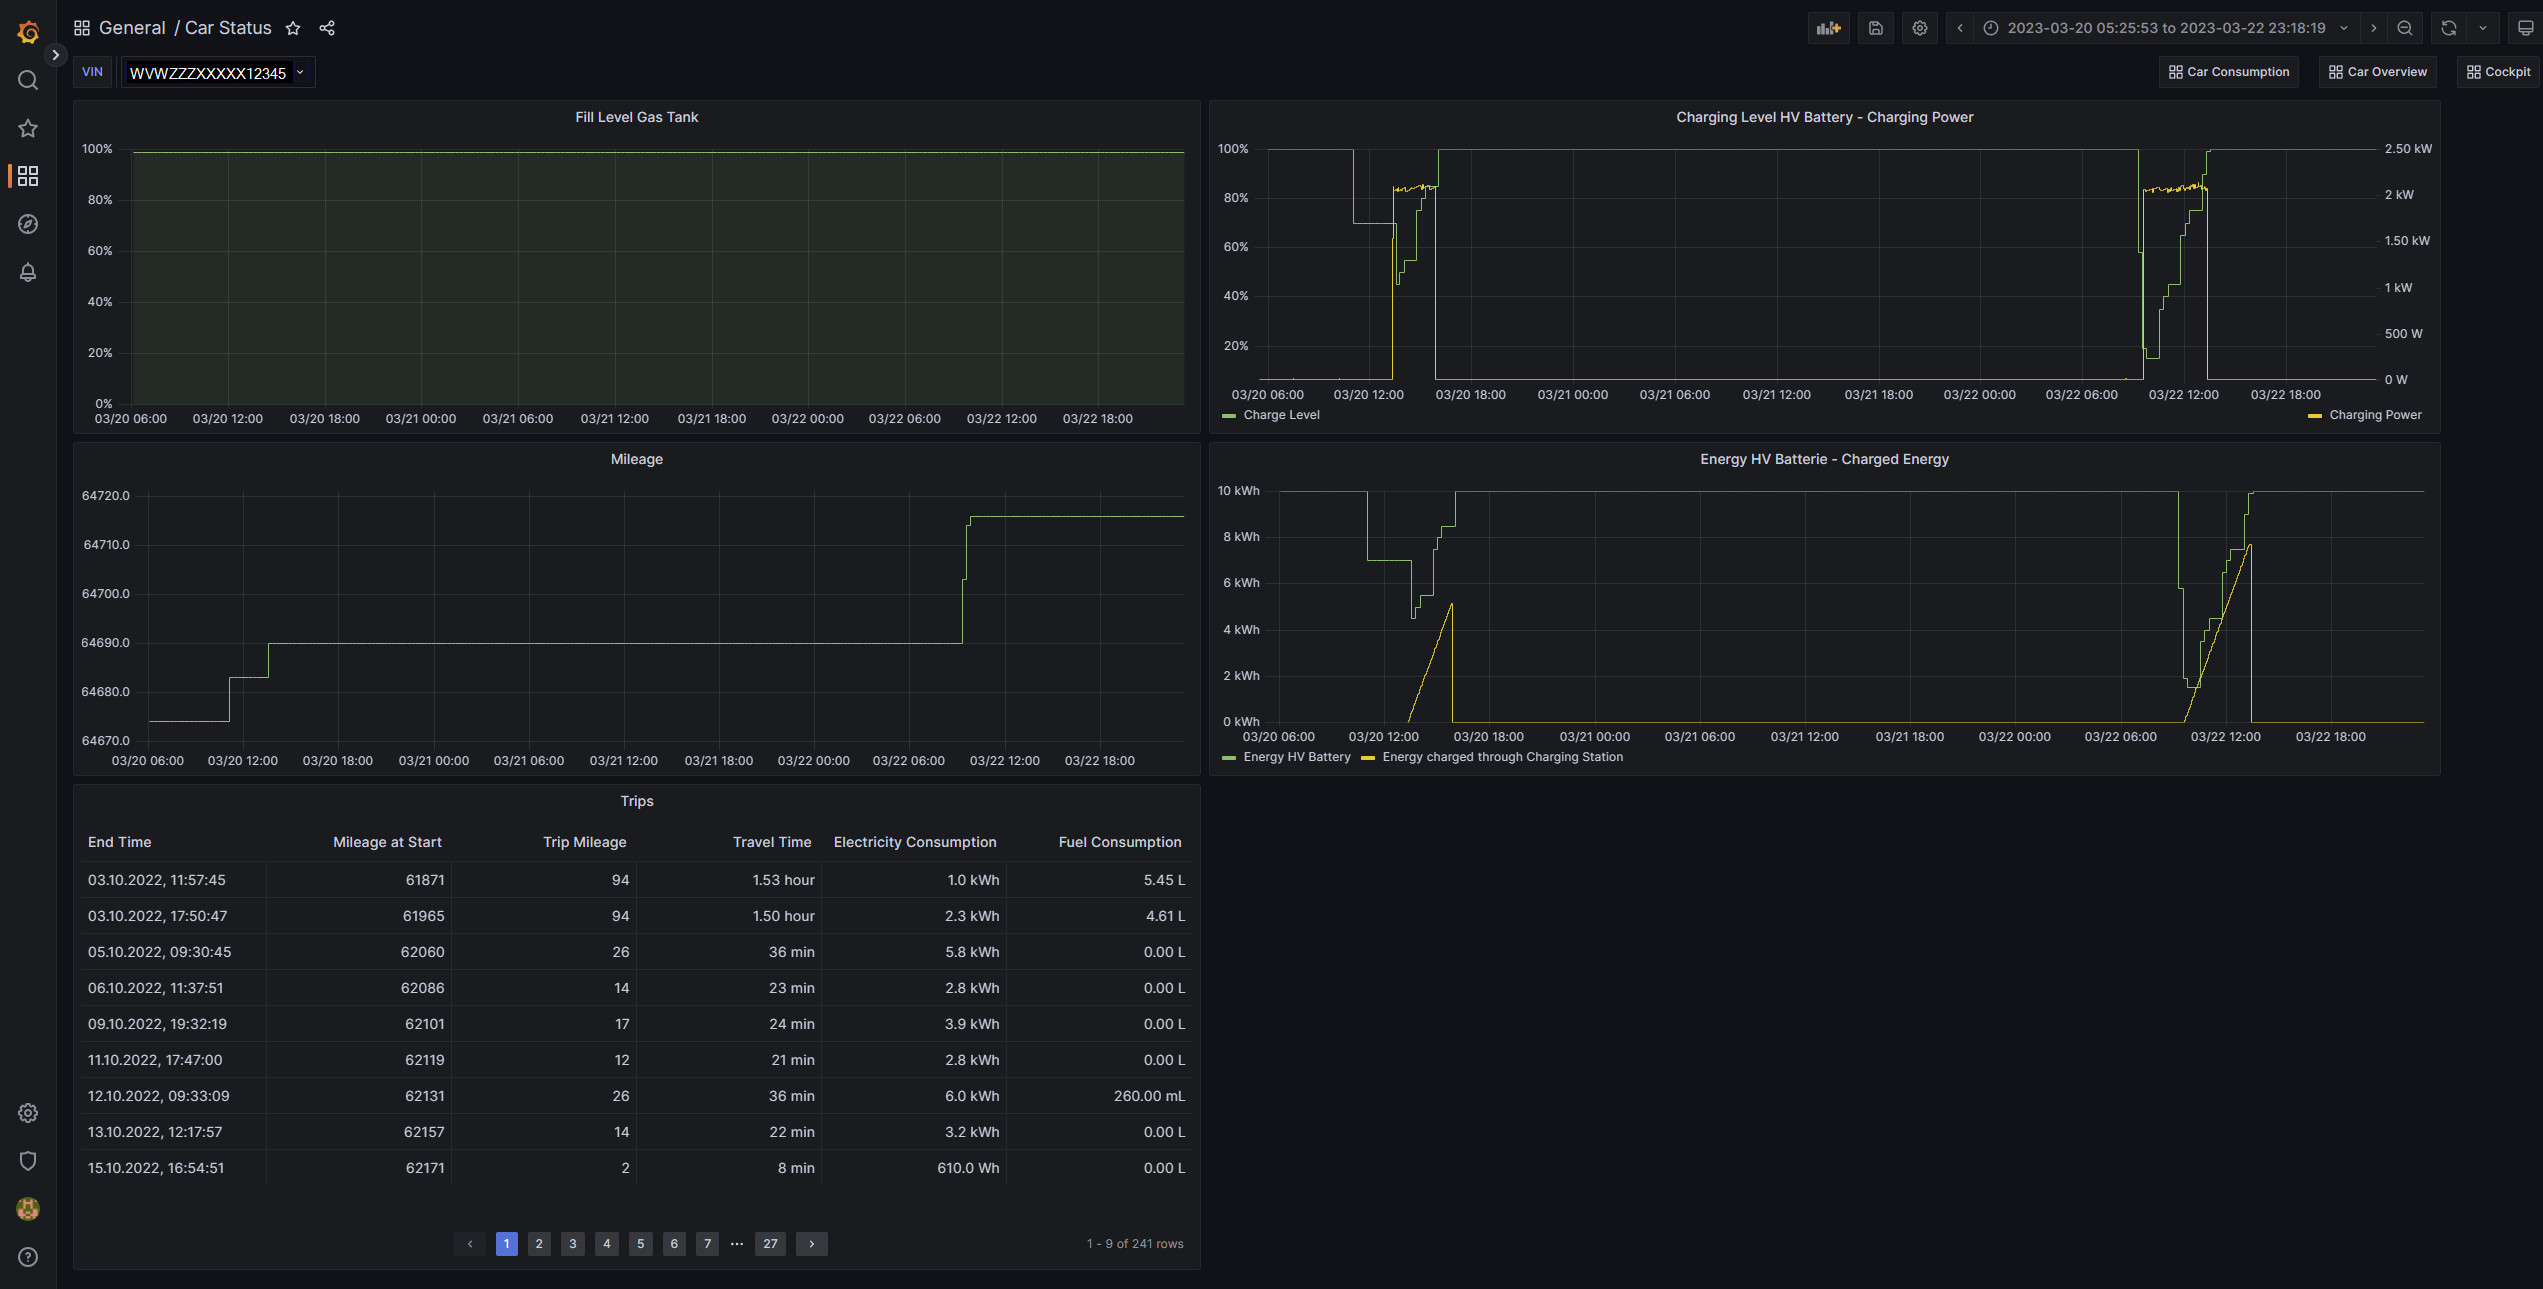 General / Car Status
2023-03-20 05:25:53 to 2023-03-22 23:18:19
VIN WVWZZZXXXXX12345
Car Consumption Car Overview Cockpit
Fill Level Gas Tank
100%
80%
60%
40%
20%
0%
03/20 06:00 03/20 12:00 03/20 18:00 03/21 00:00 03/21 06:00 03/21 12:00 03/21 18:00 03/22 00:00 03/22 06:00 03/22 12:00 03/22 18:00
Charging Level HV Battery - Charging Power
100% 2.50 kW
80% 2 kW
60% 1.50 kW
40% 1 kW
500 W
20%
0 W
03/20 06:00 03/20 12:00 03/20 18:00 03/21 00:00 03/21 06:00 03/21 12:00 03/21 18:00 03/22 00:00 03/22 06:00 03/22 12:00 03/22 18:00
Charge Level Charging Power
Mileage
64720.0
64710.0
64700.0
64690.0
64680.0
64670.0
03/20 06:00 03/20 12:00 03/20 18:00 03/21 00:00 03/21 06:00 03/21 12:00 03/21 18:00 03/22 00:00 03/22 06:00 03/22 12:00 03/22 18:00
Energy HV Batterie - Charged Energy
10 kWh
8 kWh
6 kWh
4 kWh
2 kWh
0 kWh
03/20 06:00 03/20 12:00 03/20 18:00 03/21 00:00 03/21 06:00 03/21 12:00 03/21 18:00 03/22 00:00 03/22 06:00 03/22 12:00 03/22 18:00
Energy HV Battery Energy charged through Charging Station
Trips
End Time Mileage at Start Trip Mileage Travel Time Electricity Consumption Fuel Consumption
03.10.2022, 11:57:45 61871 94 1.53 hour 1.0 kWh 5.45 L
03.10.2022, 17:50:47 61965 94 1.50 hour 2.3 kWh 4.61 L
05.10.2022, 09:30:45 62060 26 36 min 5.8 kWh 0.00 L
06.10.2022, 11:37:51 62086 14 23 min 2.8 kWh 0.00 L
09.10.2022, 19:32:19 62101 17 24 min 3.9 kWh 0.00 L
11.10.2022, 17:47:00 62119 12 21 min 2.8 kWh 0.00 L
12.10.2022, 09:33:09 62131 26 36 min 6.0 kWh 260.00 mL
13.10.2022, 12:17:57 62157 14 22 min 3.2 kWh 0.00 L
15.10.2022, 16:54:51 62171 2 8 min 610.0 Wh 0.00 L
1 2 3 4 5 6 7 ... 27 1 - 9 of 241 rows